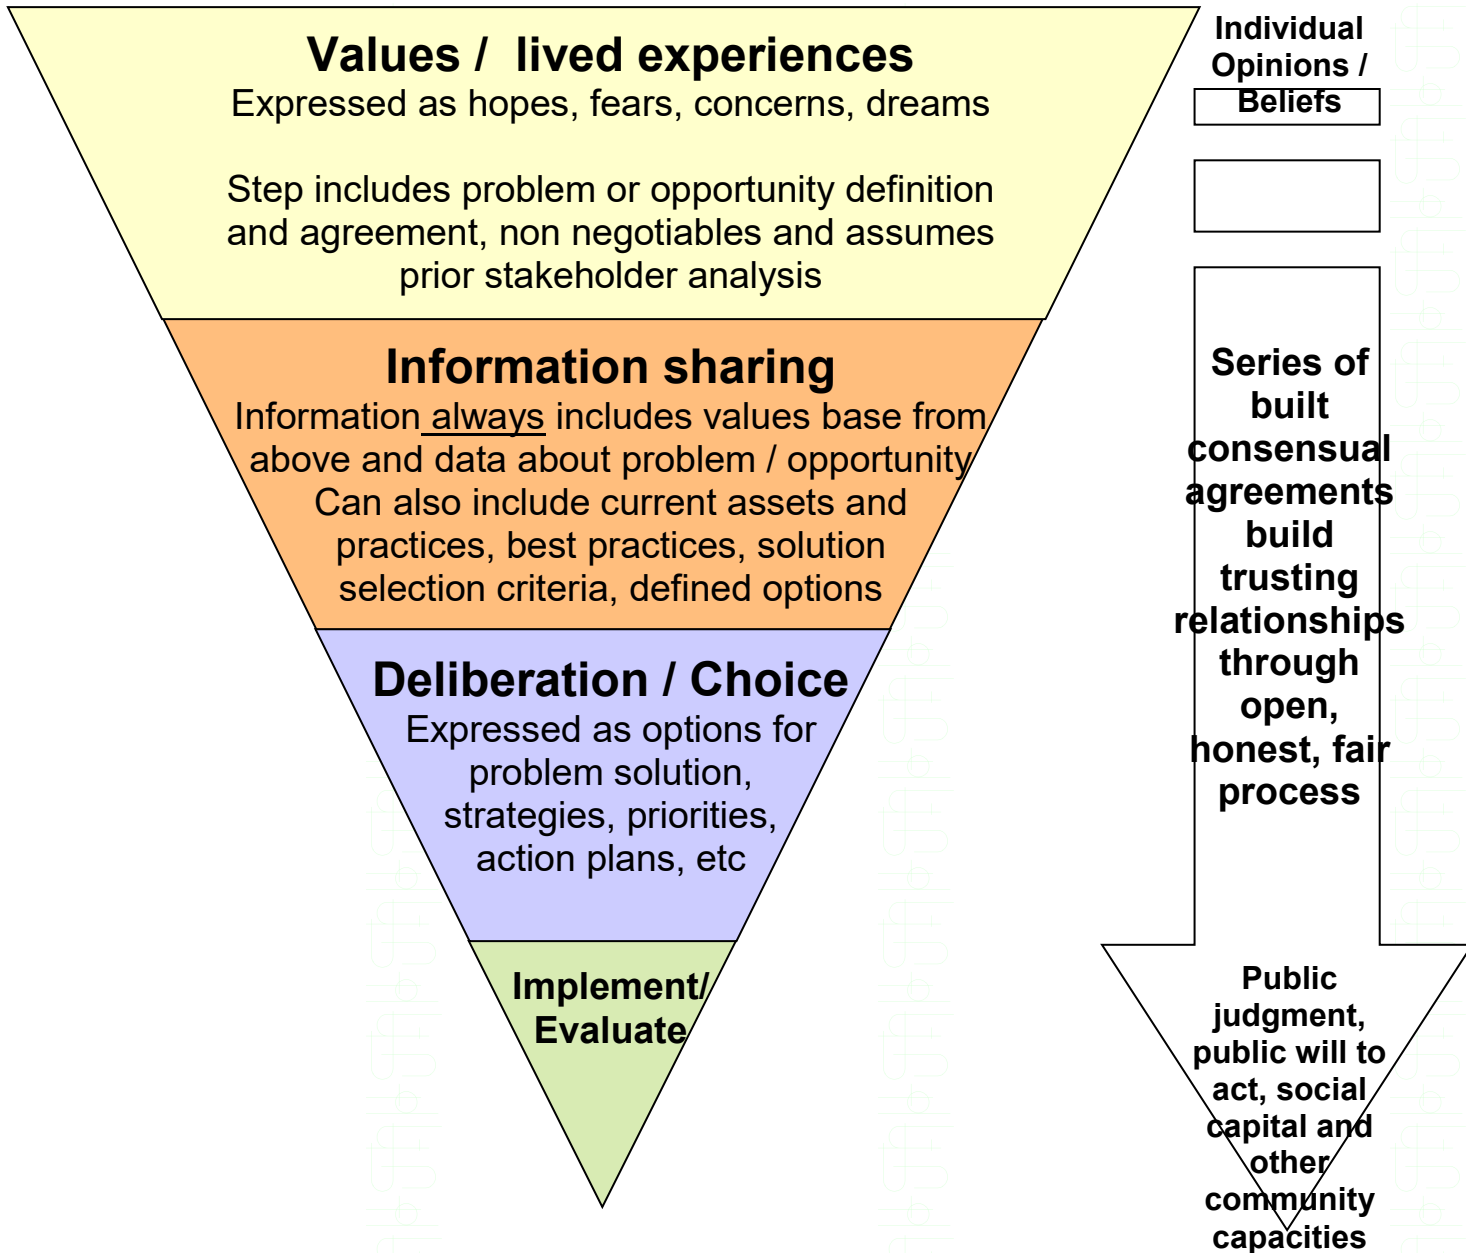 Values / lived experiences
Expressed as hopes, fears, concerns, dreams
Step includes problem or opportunity definition
and agreement, non negotiables and assumes
prior stakeholder analysis
Information sharing
Information always includes values base from
above and data about problem / opportunity
Can also include current assets and
practices, best practices, solution
selection criteria, defined options
Deliberation / Choice
Expressed as options for
problem solution,
strategies, priorities,
action plans, etc
Implement/
Evaluate
Individual
Opinions /
Beliefs
Series of
built
consensual
agreements
build
trusting
relationships
through
open,
honest, fair
process
Public
judgment,
public will to
act, social
capital and
other
community
capacities